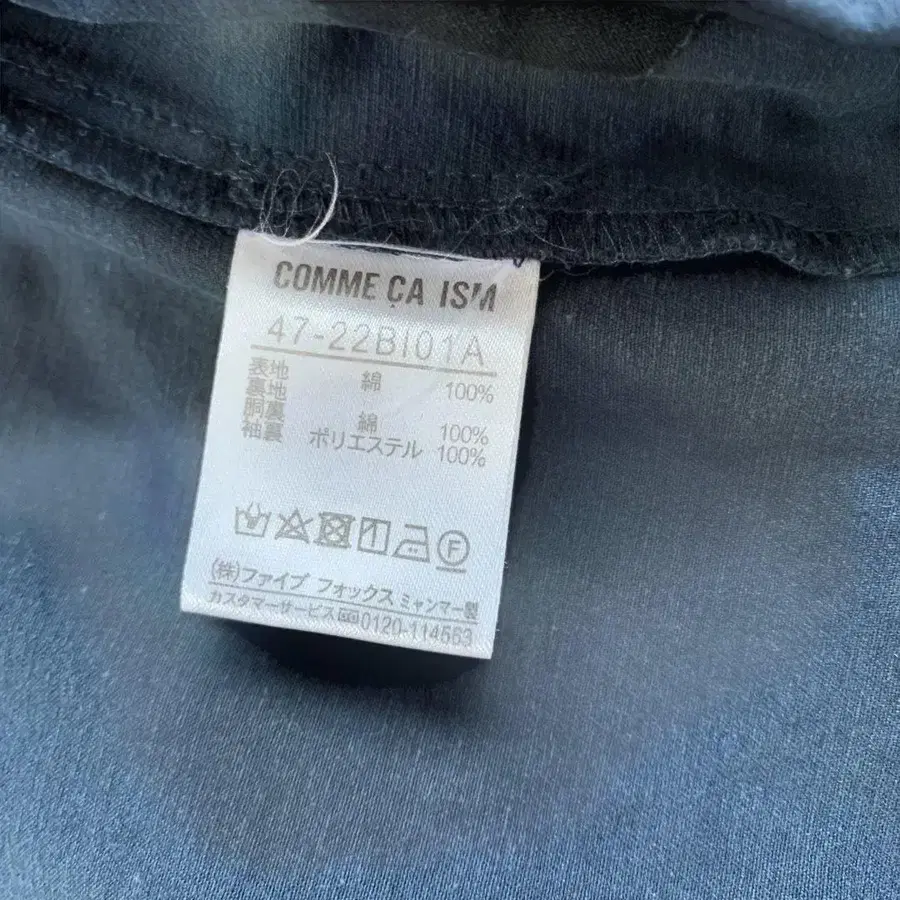 COMME ÇA ISM
47-22BI01A
表地 綿 100%
裏地
胴裏 綿 100%
袖裏 ポリエステル 100%
F
(株)ファイブ フォックス ミャンマー製
カスタマーサービス 0120-114563